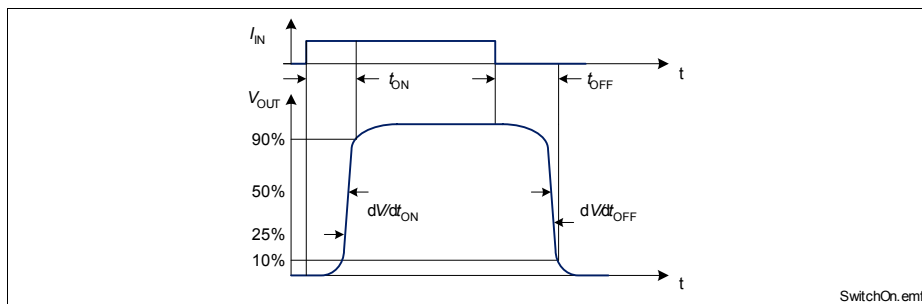 I_IN
t
t_ON
t_OFF
V_OUT
90%
50%
dV/dt_ON
dV/dt_OFF
25%
10%
t
SwitchOn.emf